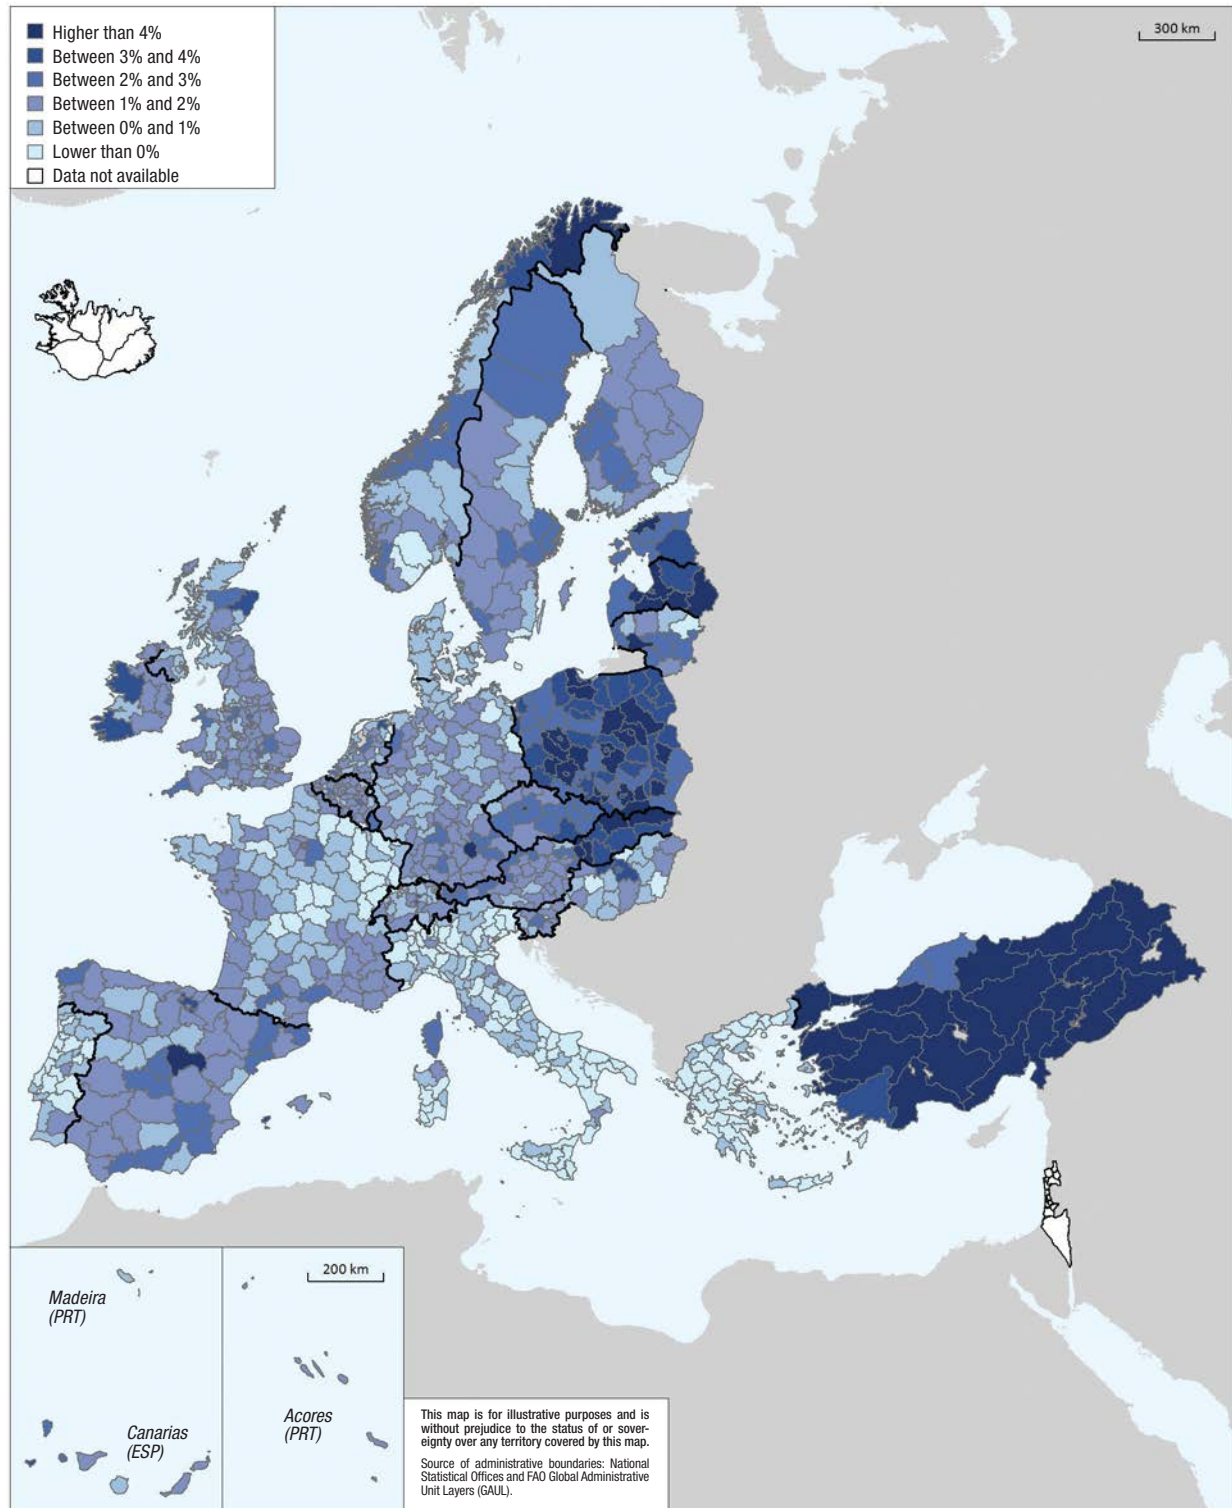 Higher than 4%
Between 3% and 4%
Between 2% and 3%
Between 1% and 2%
Between 0% and 1%
Lower than 0%
Data not available
300 km
200 km
Madeira
(PRT)
Canarias
(ESP)
Acores
(PRT)
This map is for illustrative purposes and is
without prejudice to the status of or sover-
eignty over any territory covered by this map.
Source of administrative boundaries: National
Statistical Offices and FAO Global Administrative
Unit Layers (GAUL).